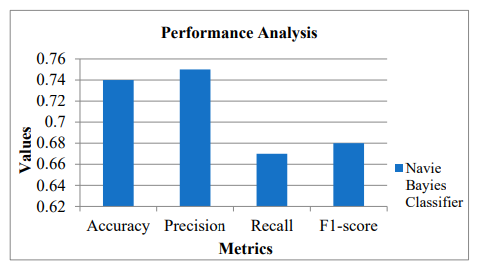 Performance Analysis
0.76
0.74
0.72
0.7
0.68
0.66
0.64
0.62
Values
Accuracy Precision Recall F1-score
Metrics
Navie
Bayies
Classifier